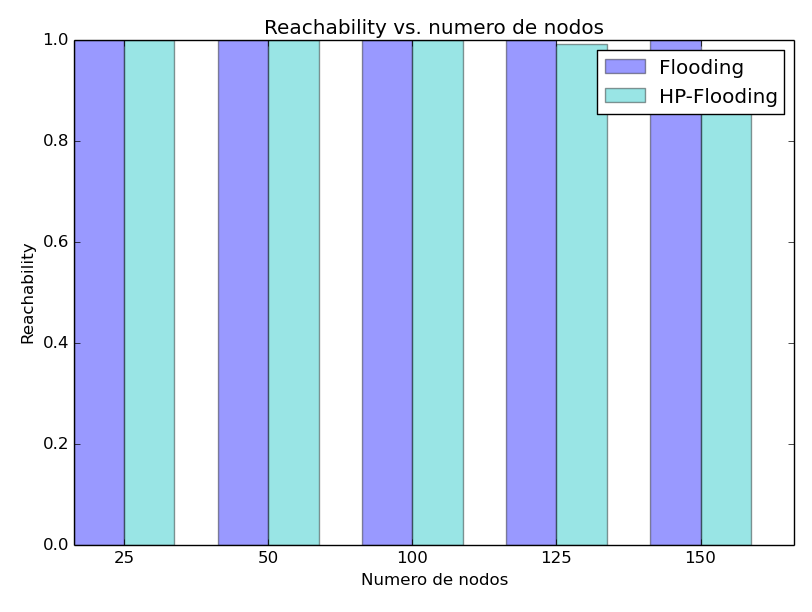 Reachability vs. numero de nodos
1.0
0.8
0.6
0.4
0.2
0.0
Reachability
Flooding
HP-Flooding
25 50 100 125 150
Numero de nodos